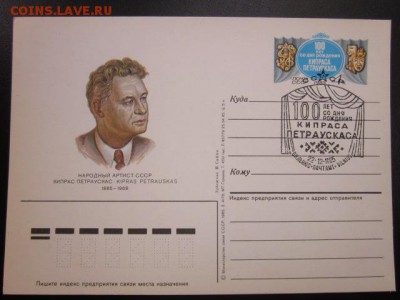 COINS.ЛАВЕ.RU
100
ЛЕТ
СО ДНЯ РОЖДЕНИЯ
КИПРАСА
ПЕТРАУСКАСА
Куда
100 ЛЕТ
СО ДНЯ
РОЖДЕНИЯ
КИПРАСА
ПЕТРАУСКАСА
ПОЧТАМТ
Кому
НАРОДНЫЙ АРТИСТ СССР
КИПРАС ПЕТРАУСКАС · KIPRAS PETRAUSKAS
1885-1968
Индекс предприятия связи и адрес отправителя
Пишите индекс предприятия связи места назначения